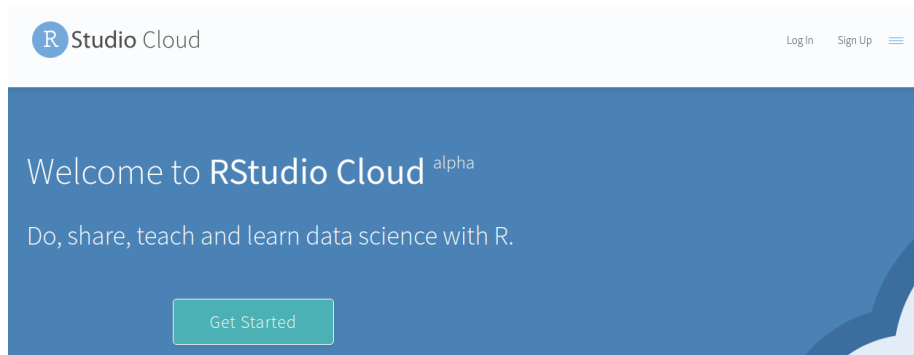 R Studio Cloud
Log In Sign Up
Welcome to RStudio Cloud alpha
Do, share, teach and learn data science with R.
Get Started